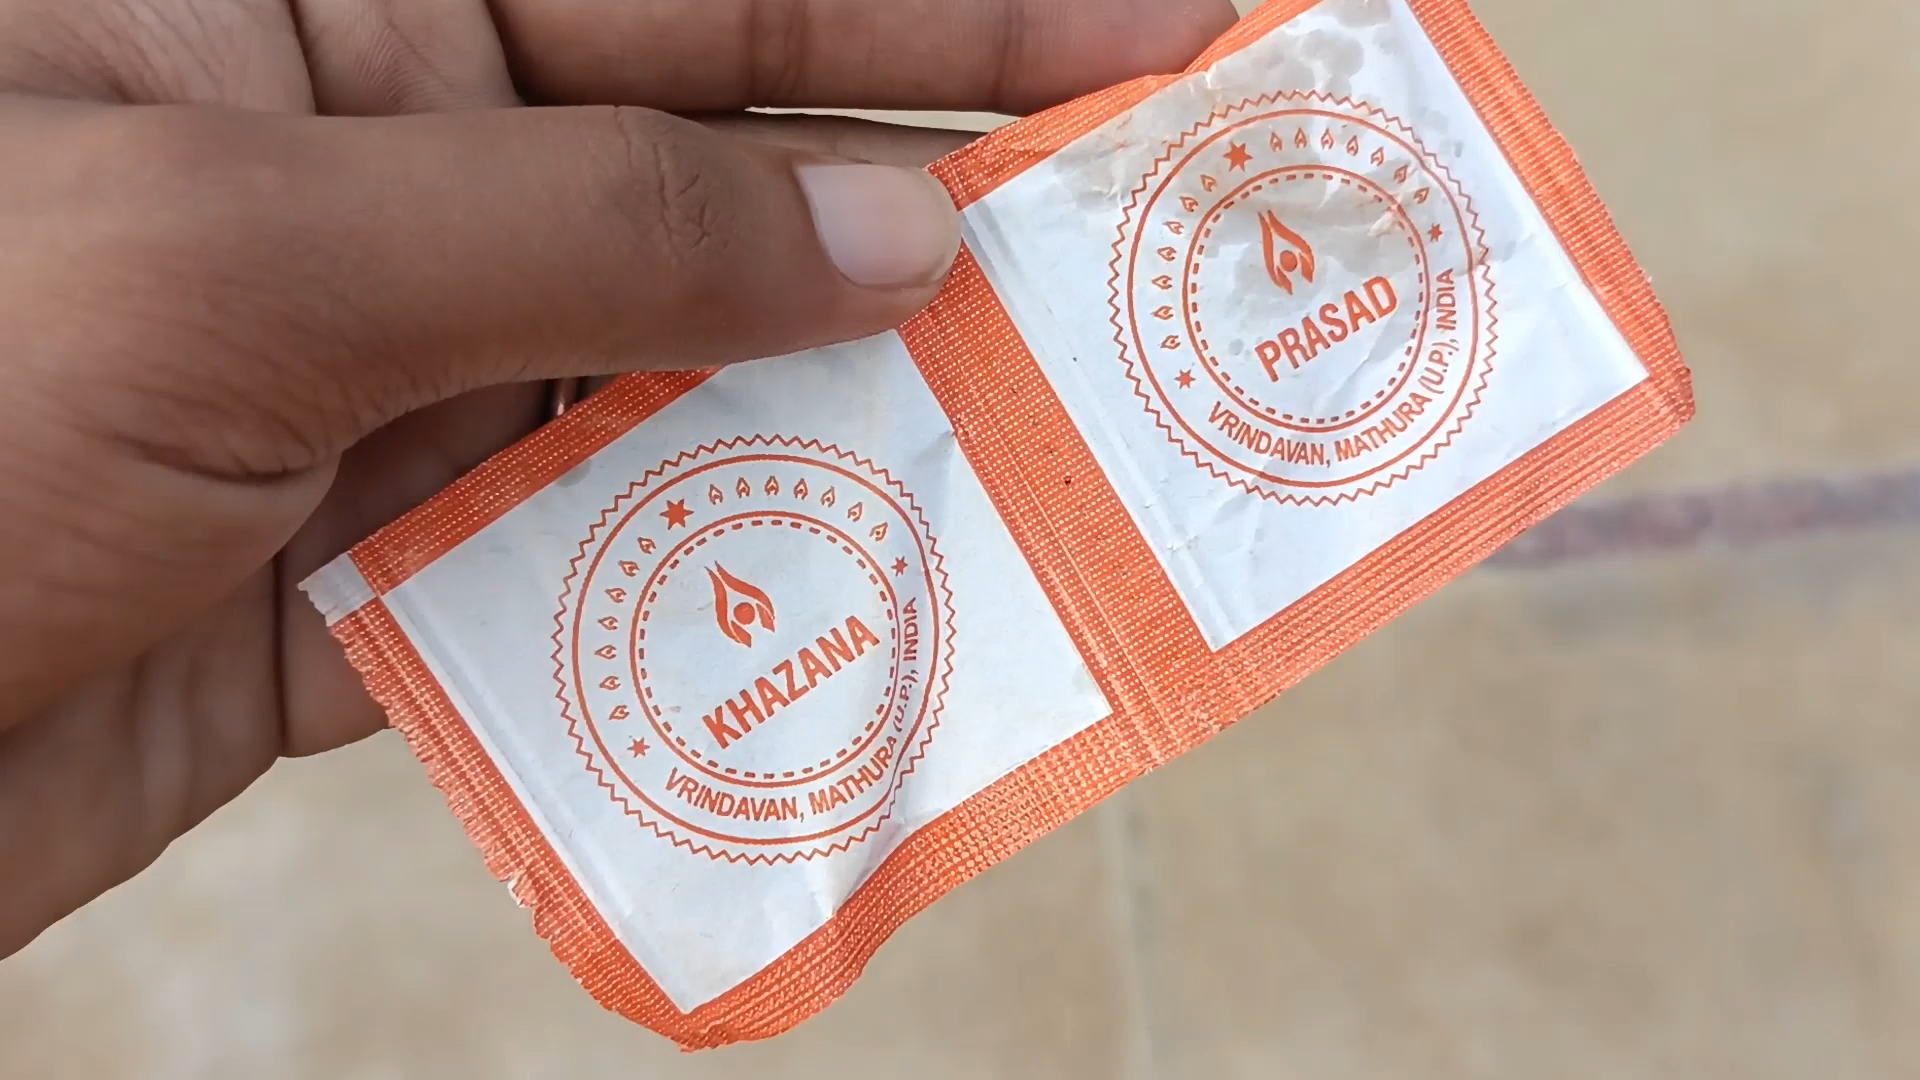 KHAZANA
VRINDAVAN, MATHURA (U.P.), INDIA
PRASAD
VRINDAVAN, MATHURA (U.P.), INDIA